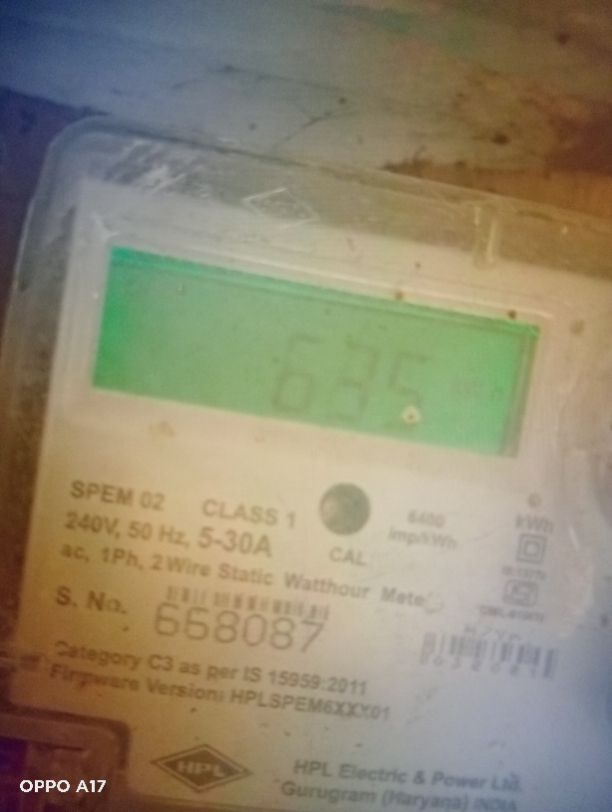 635
SPEM 02 CLASS 1 6400
240V, 50 Hz, 5-30A imp/kWh kWh
CAL
ac, 1Ph, 2 Wire Static Watthour Meter
S. No. 668087
Category C3 as per IS 15959:2011
Firmware Version: HPLSPEM6XXY01
HPL HPL Electric & Power Ltd.
Gurugram (Haryana) INDIA
OPPO A17